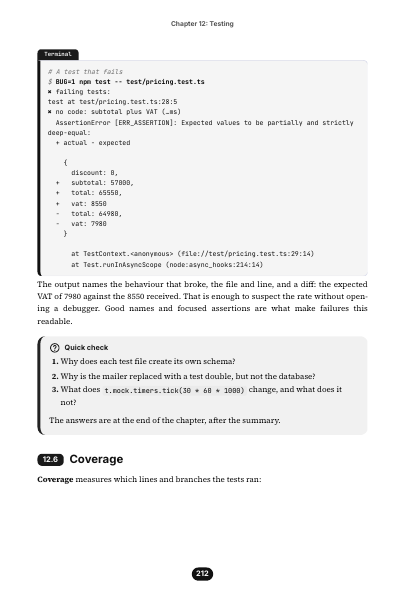 Chapter 12: Testing
Terminal
# A test that fails
$ BUG=1 npm test -- test/pricing.test.ts
✖ failing tests:
test at test/pricing.test.ts:28:5
✖ no code: subtotal plus VAT (…ms)
AssertionError [ERR_ASSERTION]: Expected values to be partially and strictly
deep-equal:
+ actual - expected
{
discount: 0,
+ subtotal: 57000,
+ total: 65550,
+ vat: 8550
- total: 64980,
- vat: 7980
}
at TestContext.<anonymous> (file://test/pricing.test.ts:29:14)
at Test.runInAsyncScope (node:async_hooks:214:14)
The output names the behaviour that broke, the file and line, and a diff: the expected
VAT of 7980 against the 8550 received. That is enough to suspect the rate without open-
ing a debugger. Good names and focused assertions are what make failures this
readable.
? Quick check
1. Why does each test file create its own schema?
2. Why is the mailer replaced with a test double, but not the database?
3. What does t.mock.timers.tick(30 * 60 * 1000) change, and what does it
not?
The answers are at the end of the chapter, after the summary.
12.6 Coverage
Coverage measures which lines and branches the tests ran:
212